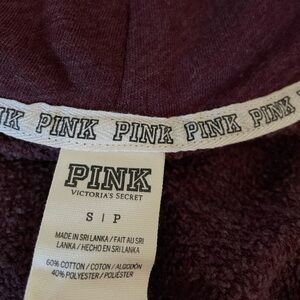 PINK PINK PINK PINK
PINK
VICTORIA'S SECRET
S | P
MADE IN SRI LANKA / FAIT AU SRI
LANKA / HECHO EN SRI LANKA
60% COTTON / COTON / ALGODÓN
40% POLYESTER / POLIÉSTER